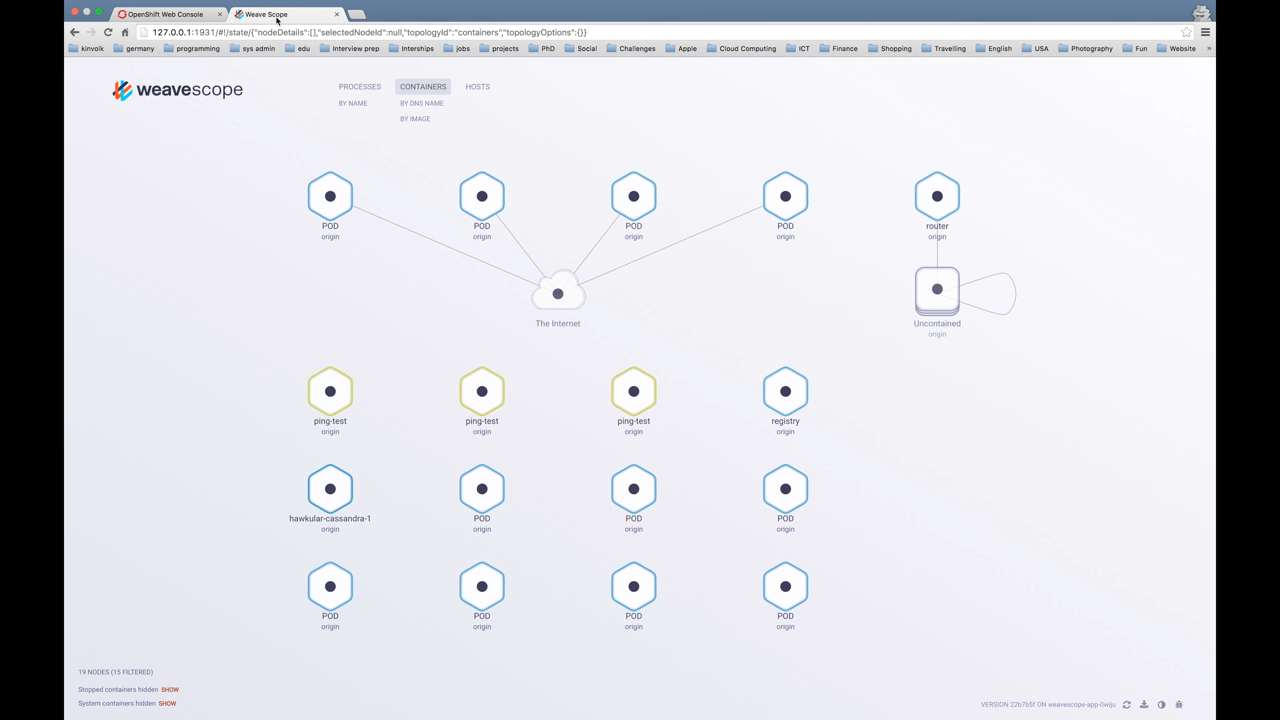 OpenShift Web Console
Weave Scope
127.0.0.1:1931/#!/state/{"nodeDetails":[],"selectedNodeId":null,"topologyId":"containers","topologyOptions":{}}
kinvolk germany programming sys admin edu Interview prep Interships jobs projects PhD Social Challenges Apple Cloud Computing ICT Finance Shopping Travelling English USA Photography Fun Website »
weavescope
PROCESSES CONTAINERS HOSTS
BY NAME BY DNS NAME
BY IMAGE
POD POD POD POD router
origin origin origin origin origin
The Internet Uncontained
origin
ping-test ping-test ping-test registry
origin origin origin origin
hawkular-cassandra-1 POD POD POD
origin origin origin origin
POD POD POD POD
origin origin origin origin
19 NODES (15 FILTERED)
Stopped containers hidden SHOW
System containers hidden SHOW
VERSION 22b7b5f ON weavescope-app-0wiju